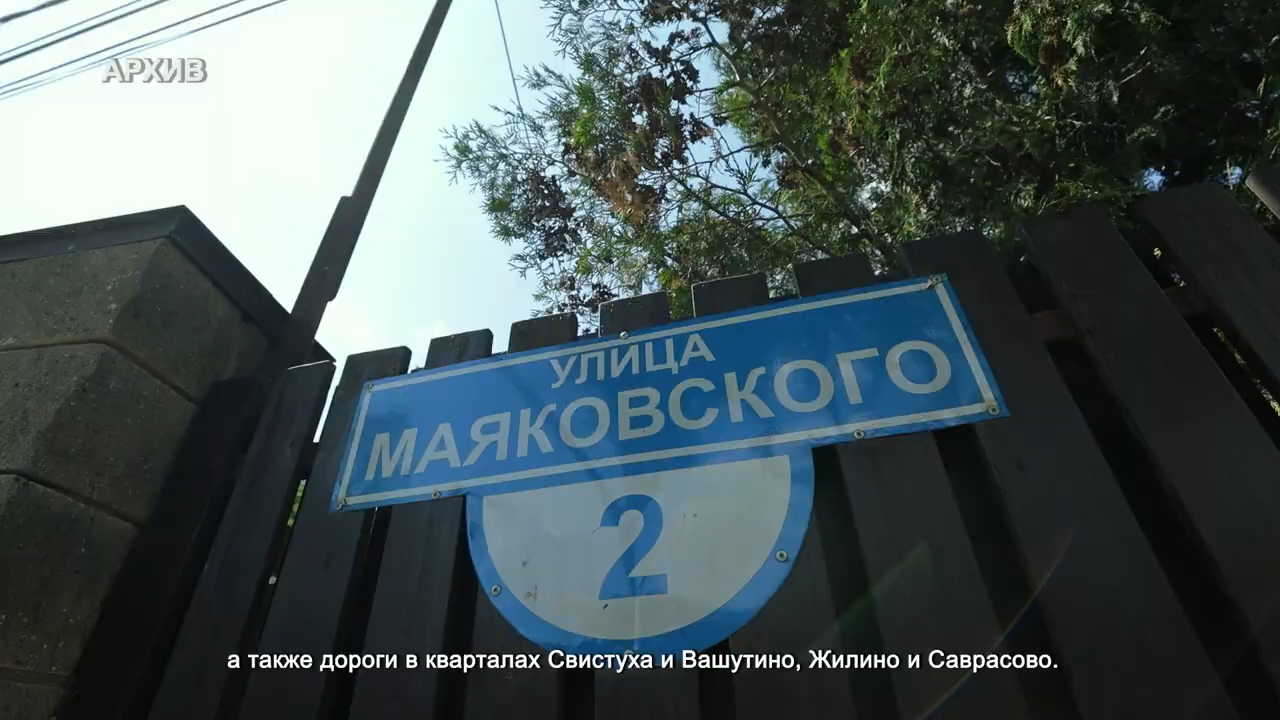 АРХИВ
УЛИЦА
МАЯКОВСКОГО
2
а также дороги в кварталах Свистуха и Вашутино, Жилино и Саврасово.